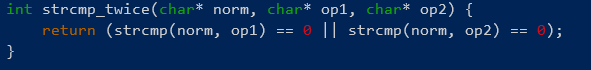 int strcmp_twice(char* norm, char* op1, char* op2) {
    return (strcmp(norm, op1) == 0 || strcmp(norm, op2) == 0);
}